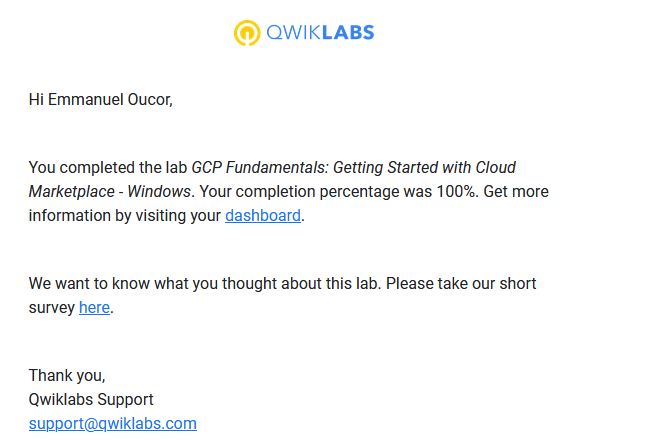 QWIKLABS
Hi Emmanuel Oucor,
You completed the lab GCP Fundamentals: Getting Started with Cloud
Marketplace - Windows. Your completion percentage was 100%. Get more
information by visiting your dashboard.
We want to know what you thought about this lab. Please take our short
survey here.
Thank you,
Qwiklabs Support
support@qwiklabs.com